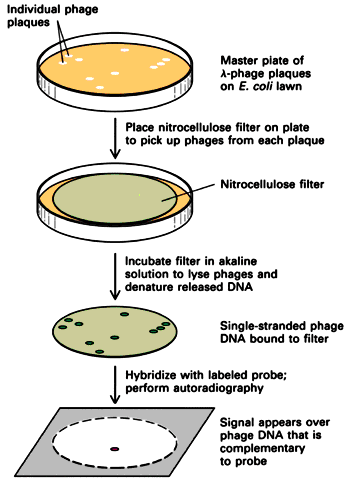 Individual phage
plaques
Master plate of
λ-phage plaques
on E. coli lawn
Place nitrocellulose filter on plate
to pick up phages from each plaque
Nitrocellulose filter
Incubate filter in akaline
solution to lyse phages and
denature released DNA
Single-stranded phage
DNA bound to filter
Hybridize with labeled probe;
perform autoradiography
Signal appears over
phage DNA that is
complementary
to probe